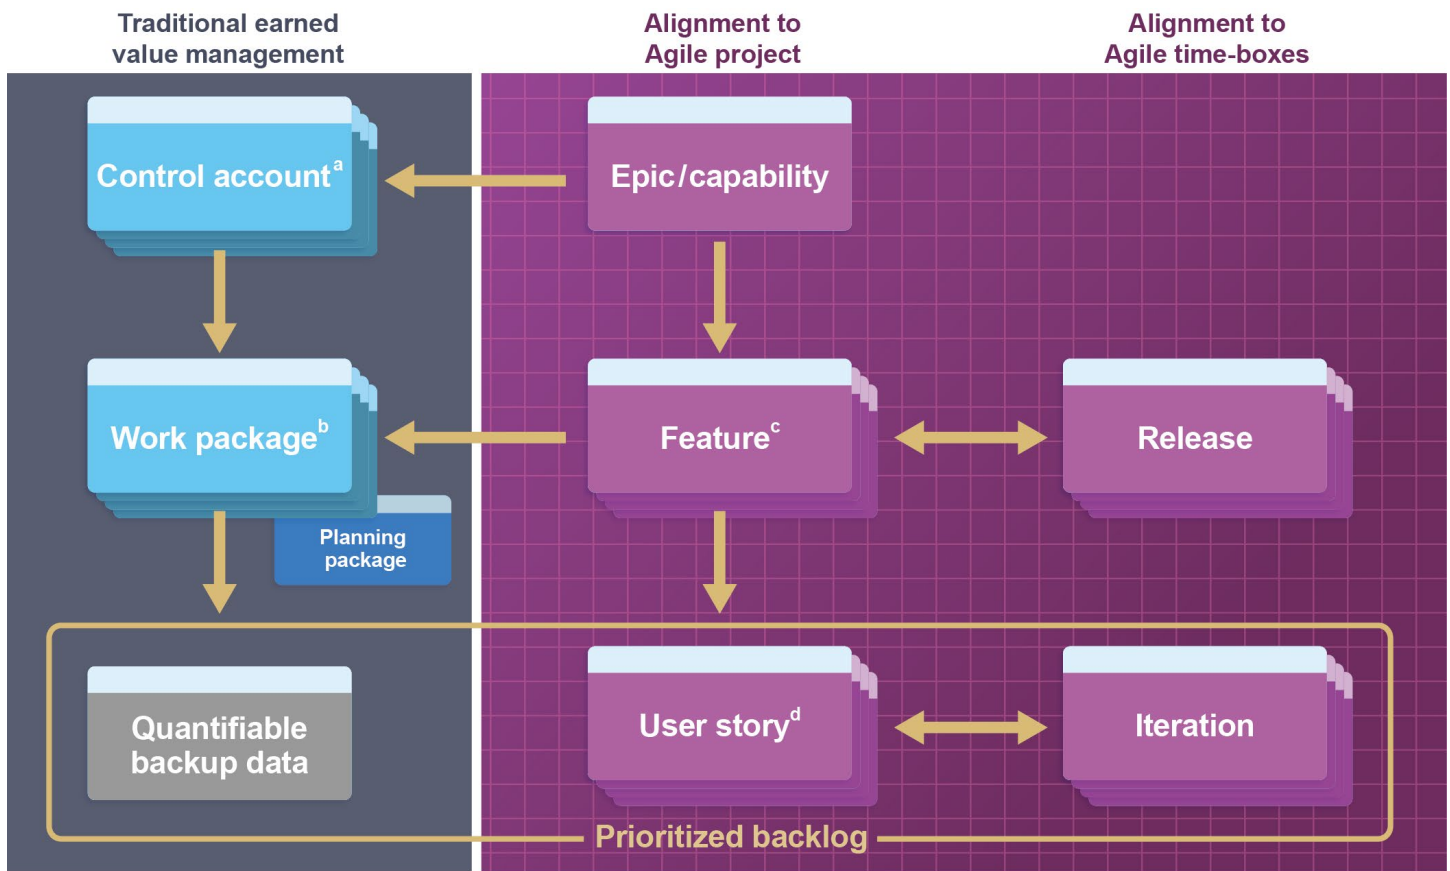 Traditional earned
value management
Alignment to
Agile project
Alignment to
Agile time-boxes
Control account^a
Epic/capability
Work package^b
Feature^c
Release
Planning
package
Quantifiable
backup data
User story^d
Iteration
Prioritized backlog